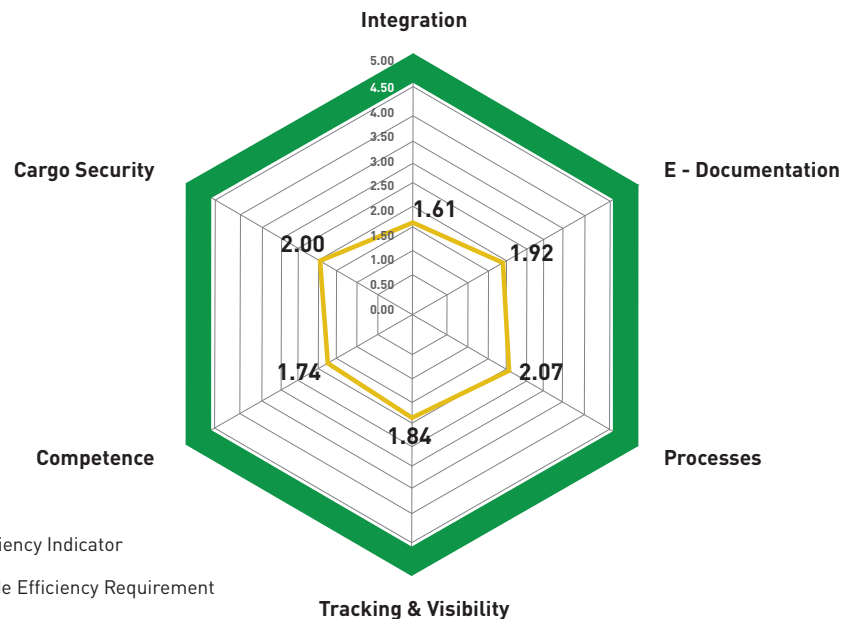 Integration
5.00
4.50
4.00
3.50
3.00
2.50
2.00
1.50
1.00
0.50
0.00
Cargo Security
E - Documentation
1.61
2.00
1.92
1.74
2.07
1.84
Competence
Processes
iency Indicator
le Efficiency Requirement
Tracking & Visibility